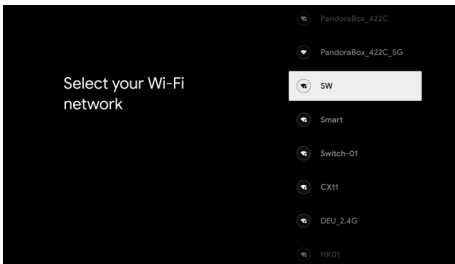 Select your Wi-Fi
network
PandoraBox_422C
PandoraBox_422C_5G
SW
Smart
Switch-01
CX11
DEU_2.4G
HK01